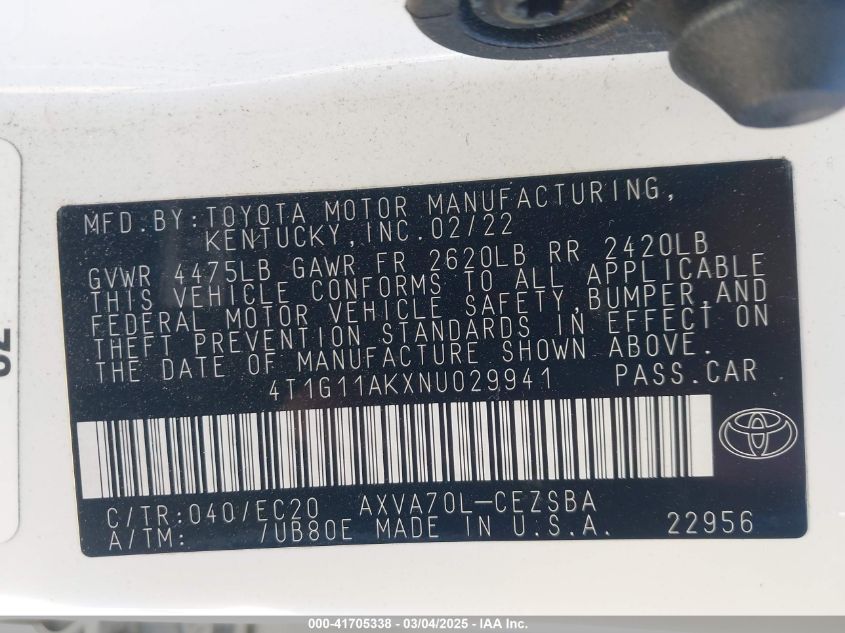 MFD.BY:TOYOTA MOTOR MANUFACTURING,
KENTUCKY,INC.02/22
GVWR 4475LB GAWR FR 2620LB RR 2420LB
THIS VEHICLE CONFORMS TO ALL APPLICABLE
FEDERAL MOTOR VEHICLE SAFETY,BUMPER,AND
THEFT PREVENTION STANDARDS IN EFFECT ON
THE DATE OF MANUFACTURE SHOWN ABOVE.
4T1G11AKXNU029941 PASS.CAR
C/TR:040/EC20 AXVA70L-CEZSBA
A/TM: /UB80E MADE IN U.S.A. 22956
000-41705338 - 03/04/2025 - IAA Inc.